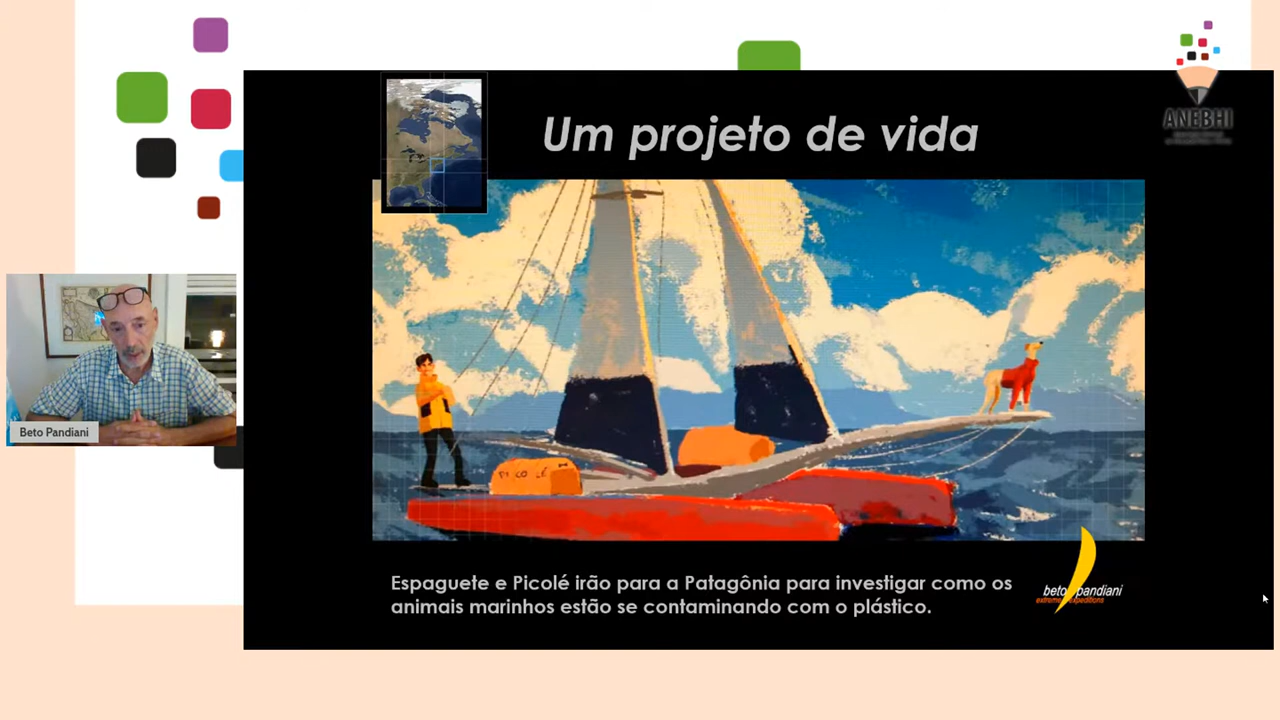 Um projeto de vida
ANEBHI
Beto Pandiani
PICOLÉ
Espaguete e Picolé irão para a Patagônia para investigar como os
animais marinhos estão se contaminando com o plástico.
beto pandiani
extreme expeditions